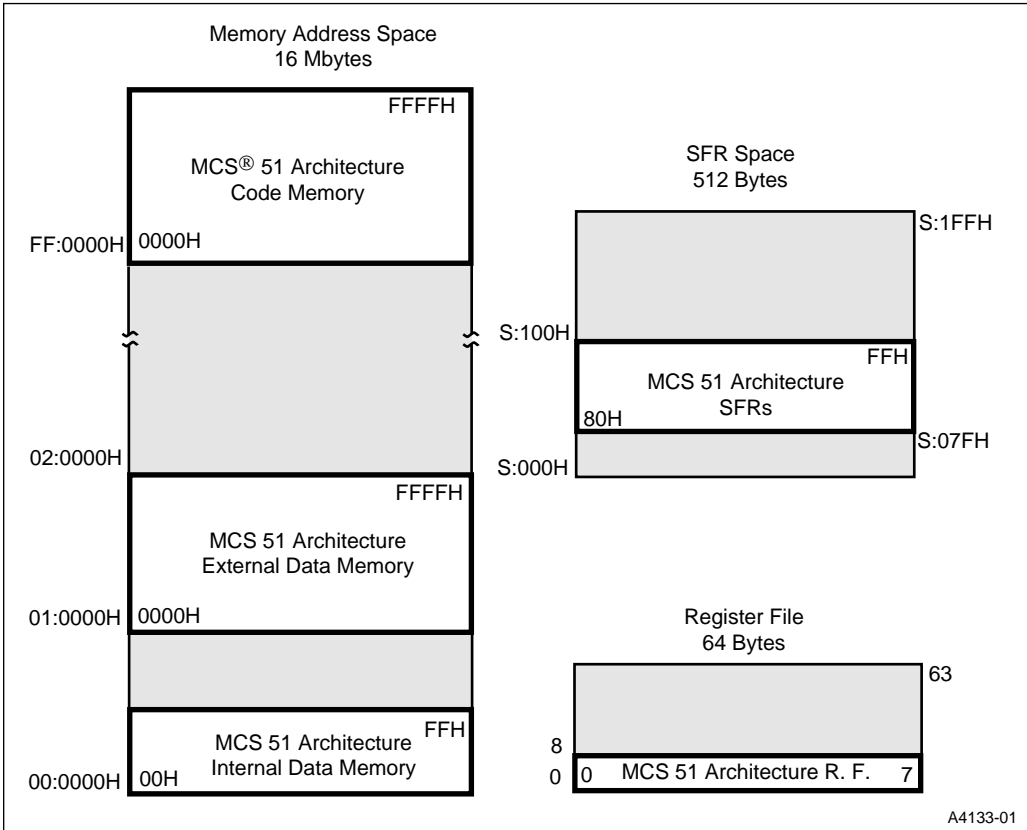 Memory Address Space
16 Mbytes
FFFFH
MCS® 51 Architecture
Code Memory
FF:0000H
0000H
02:0000H
FFFFH
MCS 51 Architecture
External Data Memory
01:0000H
0000H
FFH
MCS 51 Architecture
Internal Data Memory
00:0000H
00H
SFR Space
512 Bytes
S:1FFH
S:100H
FFH
MCS 51 Architecture
SFRs
80H
S:07FH
S:000H
Register File
64 Bytes
63
8
0
0 MCS 51 Architecture R. F. 7
A4133-01